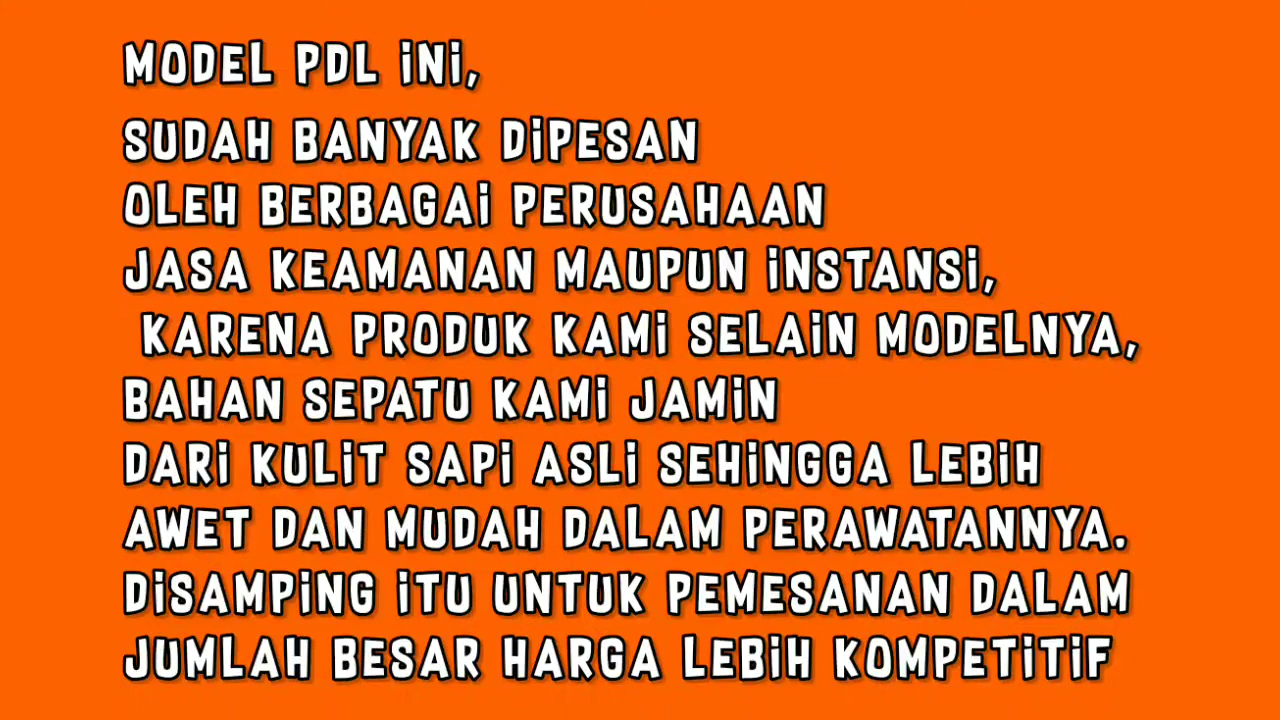 MODEL PDL iNi,
SUDAH BANYAK DiPESAN
OLEH BERBAGAi PERUSAHAAN
JASA KEAMANAN MAUPUN iNSTANSi,
KARENA PRODUK KAMi SELAiN MODELNYA,
BAHAN SEPATU KAMi JAMiN
DARi KULiT SAPi ASLi SEHiNGGA LEBiH
AWET DAN MUDAH DALAM PERAWATANNYA.
DiSAMPiNG iTU UNTUK PEMESANAN DALAM
JUMLAH BESAR HARGA LEBiH KOMPETiTiF